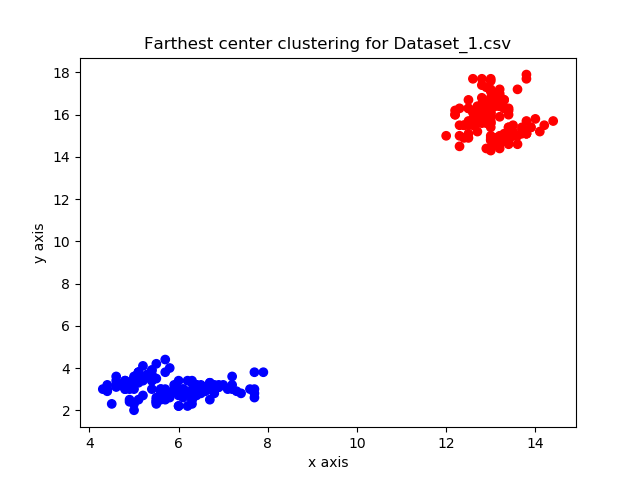 Farthest center clustering for Dataset_1.csv
18
16
14
12
10
8
6
4
2
y axis
4 6 8 10 12 14
x axis